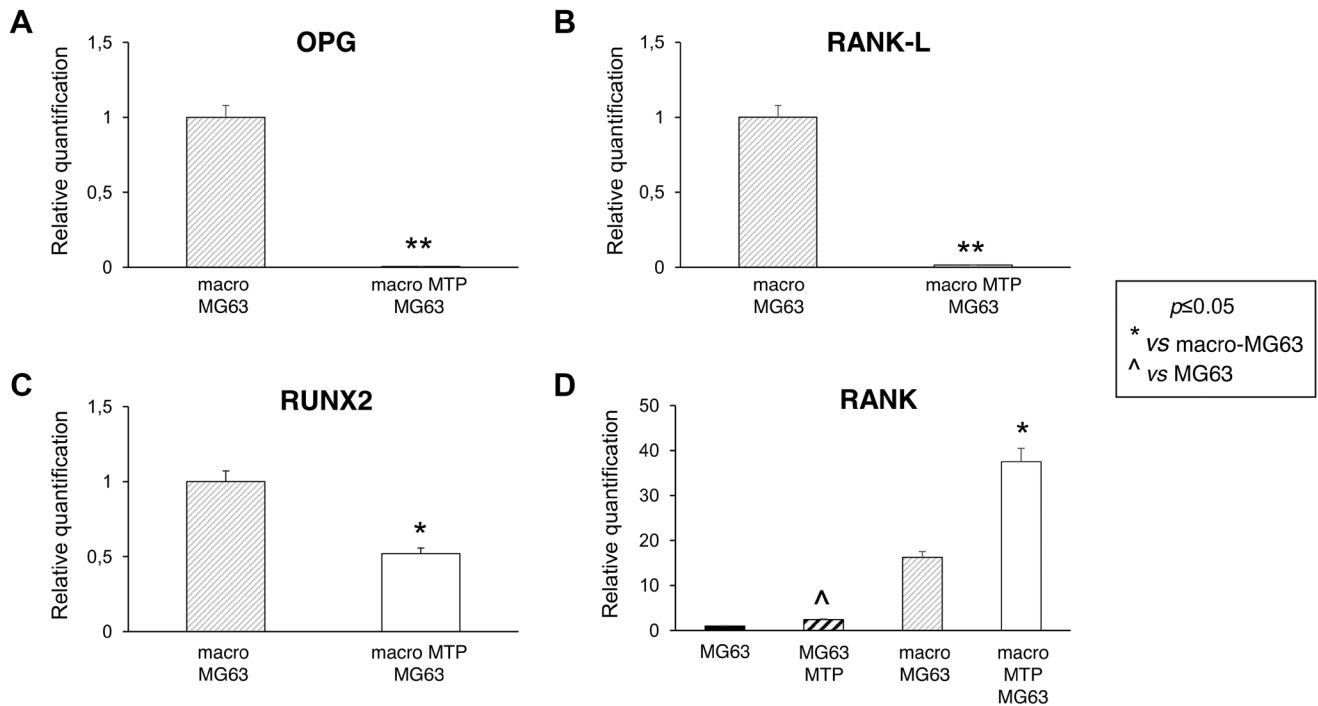 A
OPG
Relative quantification
1,5
1
0,5
0
**
macro
MG63
macro MTP
MG63
B
RANK-L
Relative quantification
1,5
1
0,5
0
**
macro
MG63
macro MTP
MG63
p≤0.05
* vs macro-MG63
^ vs MG63
C
RUNX2
Relative quantification
1,5
1
0,5
0
*
macro
MG63
macro MTP
MG63
D
RANK
Relative quantification
50
40
30
20
10
0
^
*
MG63
MG63
MTP
macro
MG63
macro
MTP
MG63